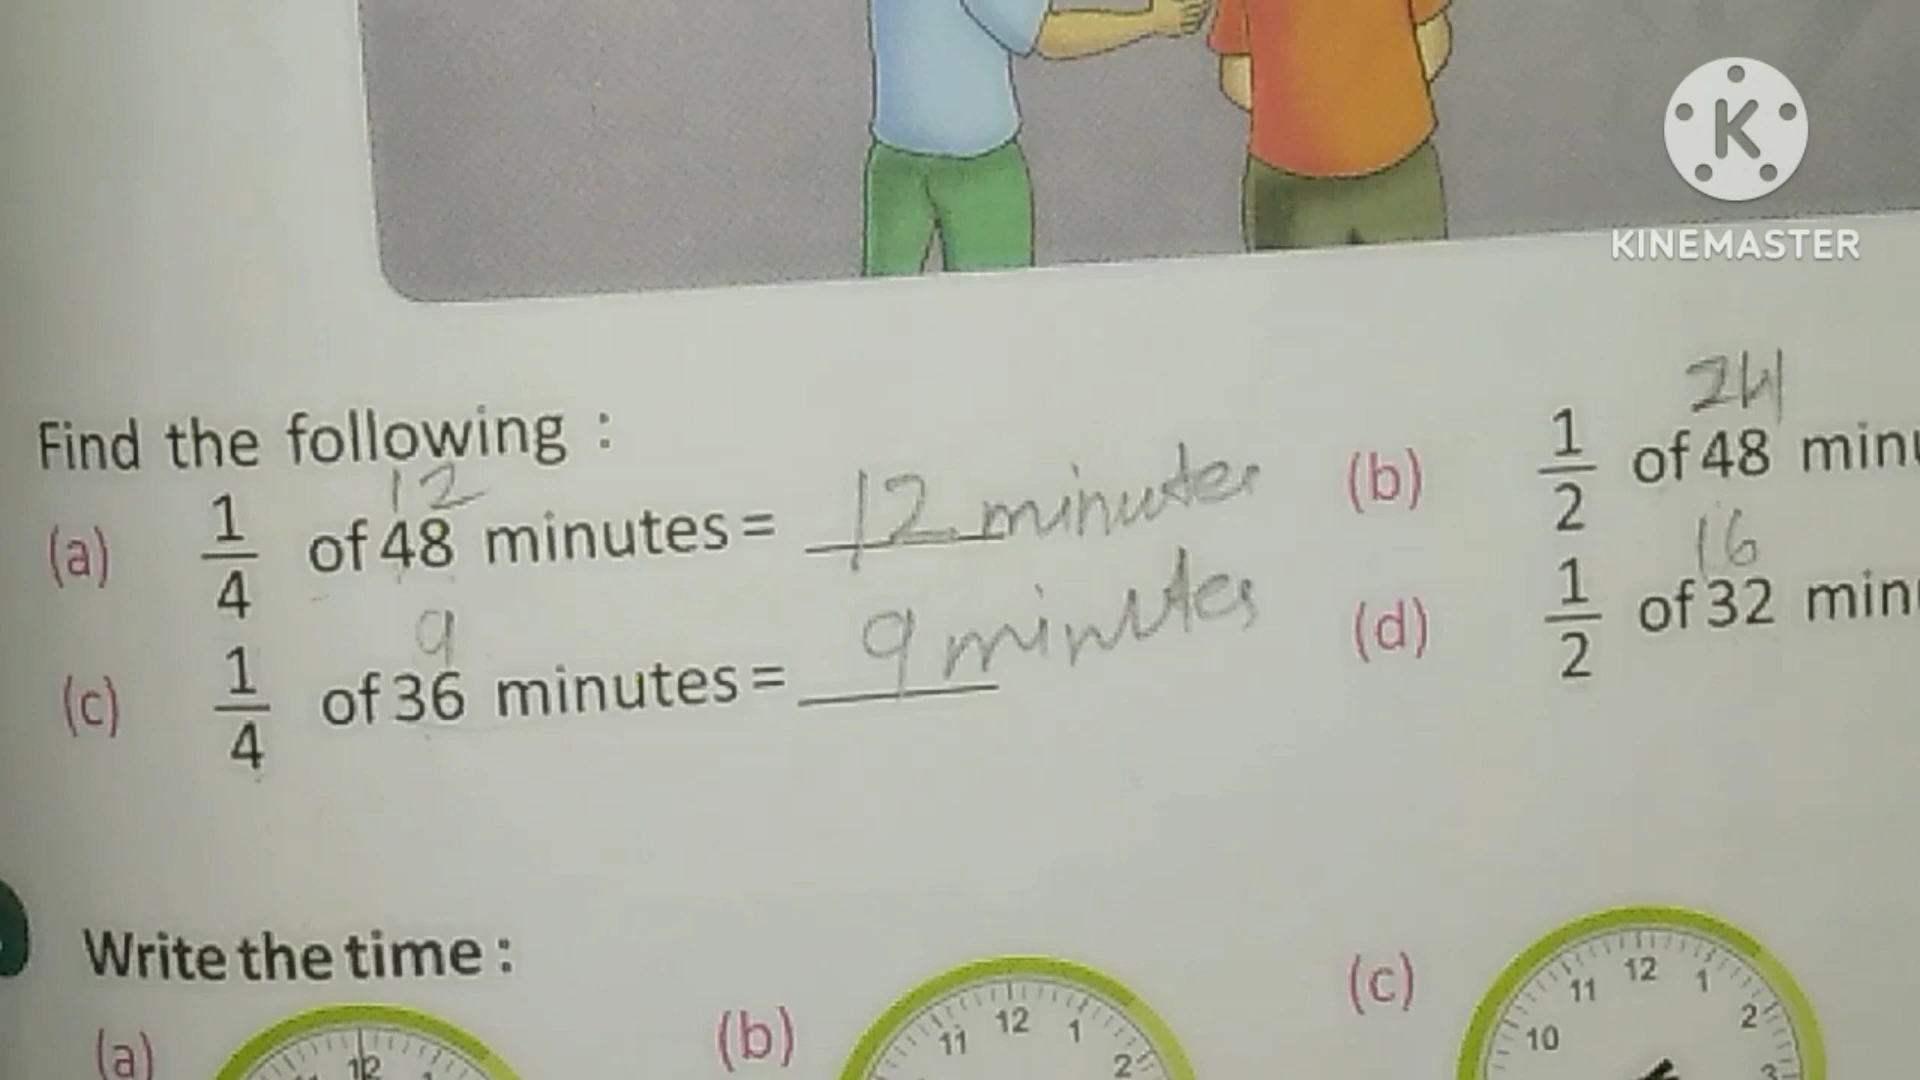 KINEMASTER
Find the following :
12
(a) 1/4 of 48 minutes = 12 minutes
24
(b) 1/2 of 48
9
(c) 1/4 of 36 minutes = 9 minutes
16
(d) 1/2 of 32
Write the time :
(a)
12
(b)
11 12 1
2
(c)
11 12 1
10 2
3